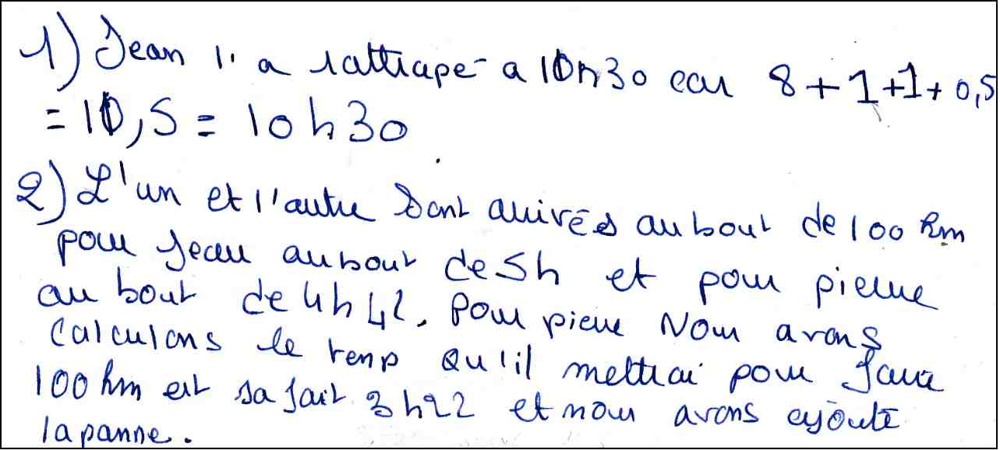 1) Jean l'a rattrapé a 10h30 car 8+1+1+0,5
= 10,5 = 10h30
2) L'un et l'autre sont arrivés au bout de 100 km
pour Jean au bout de 5h et pour pierre
au bout de 4h42. Pour pierre Nous avons
calculons le temp qu'il mettrai pour faire
100 km est sa fait 3h22 et nous avons ajouté
la panne.